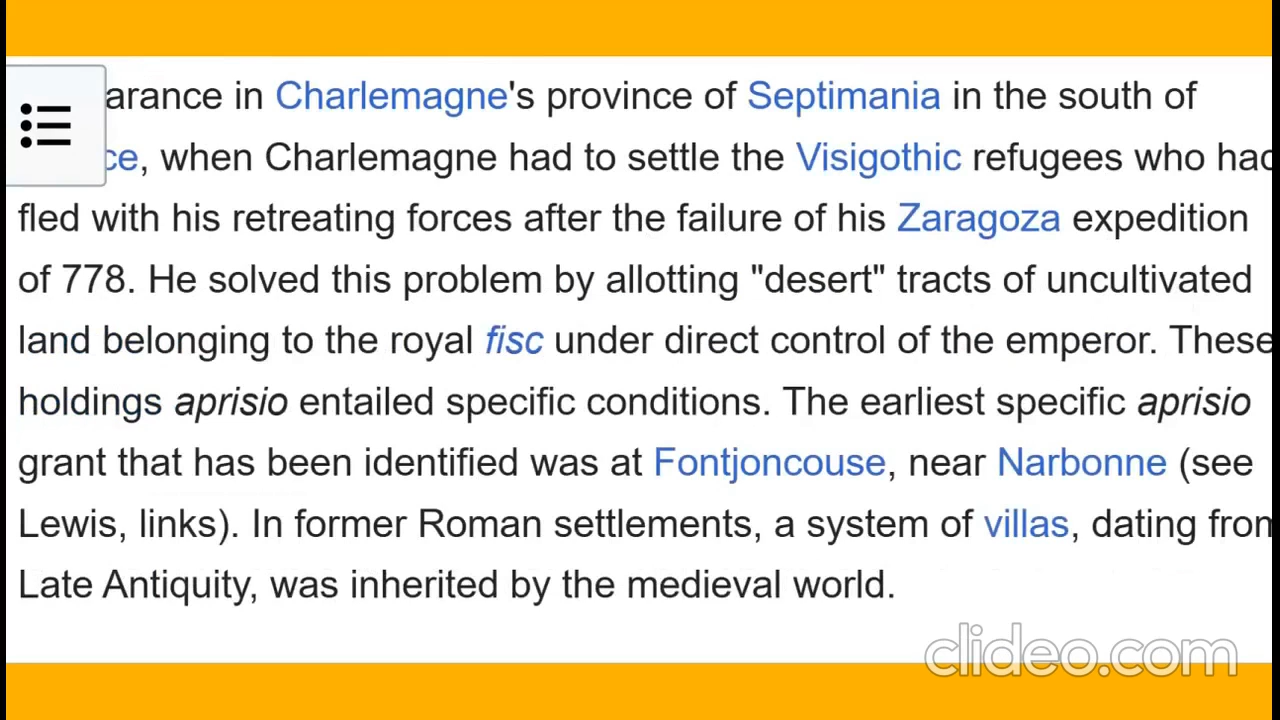 arance in Charlemagne's province of Septimania in the south of
ce, when Charlemagne had to settle the Visigothic refugees who had
fled with his retreating forces after the failure of his Zaragoza expedition
of 778. He solved this problem by allotting "desert" tracts of uncultivated
land belonging to the royal fisc under direct control of the emperor. These
holdings aprisio entailed specific conditions. The earliest specific aprisio
grant that has been identified was at Fontjoncouse, near Narbonne (see
Lewis, links). In former Roman settlements, a system of villas, dating from
Late Antiquity, was inherited by the medieval world.
clideo.com